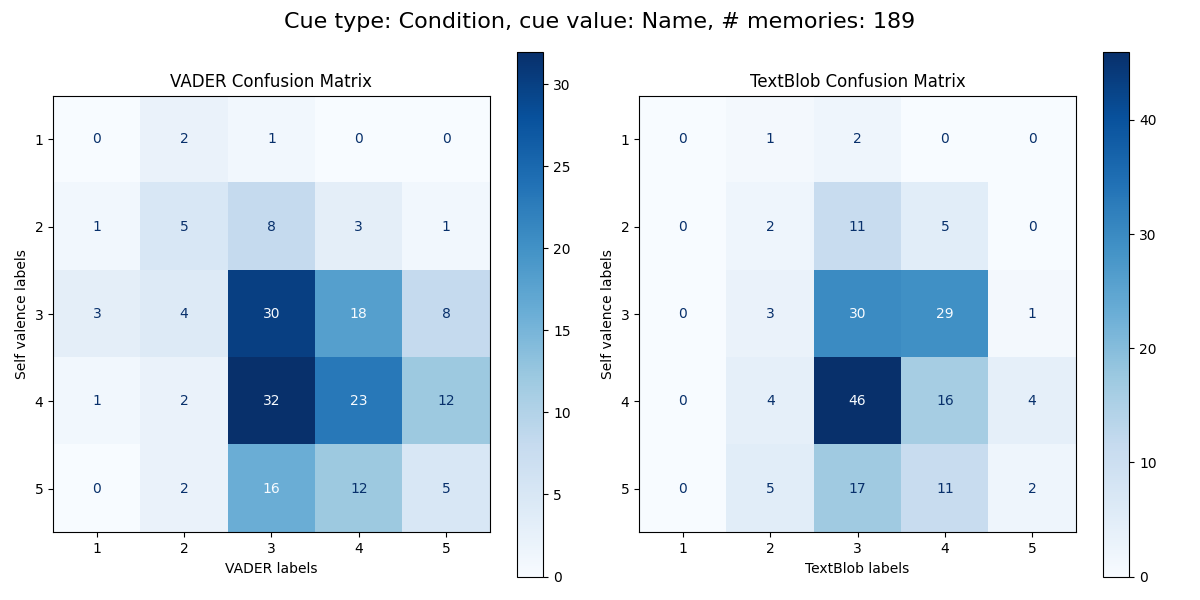 Cue type: Condition, cue value: Name, # memories: 189
VADER Confusion Matrix
Self valence labels
1 0 2 1 0 0
2 1 5 8 3 1
3 3 4 30 18 8
4 1 2 32 23 12
5 0 2 16 12 5
1 2 3 4 5
VADER labels
30
25
20
15
10
5
0
TextBlob Confusion Matrix
Self valence labels
1 0 1 2 0 0
2 0 2 11 5 0
3 0 3 30 29 1
4 0 4 46 16 4
5 0 5 17 11 2
1 2 3 4 5
TextBlob labels
40
30
20
10
0